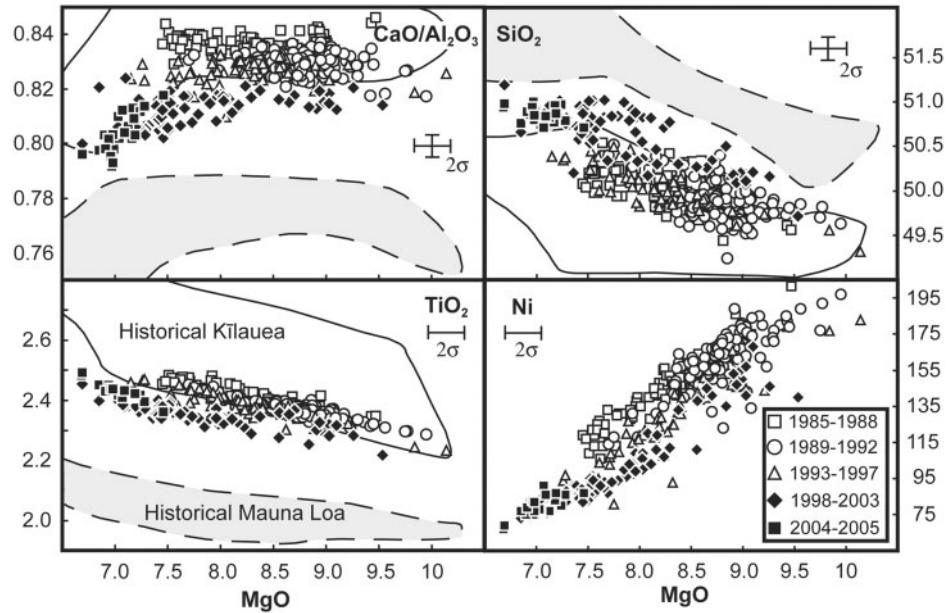 CaO/Al₂O₃
0.84
0.82
0.80
0.78
0.76
2σ
SiO₂
51.5
51.0
50.5
50.0
49.5
2σ
TiO₂
2.6
2.4
2.2
2.0
Historical Kīlauea
Historical Mauna Loa
2σ
7.0 7.5 8.0 8.5 9.0 9.5 10
MgO
Ni
2σ
195
175
155
135
115
95
75
1985-1988
1989-1992
1993-1997
1998-2003
2004-2005
7.0 7.5 8.0 8.5 9.0 9.5 10
MgO